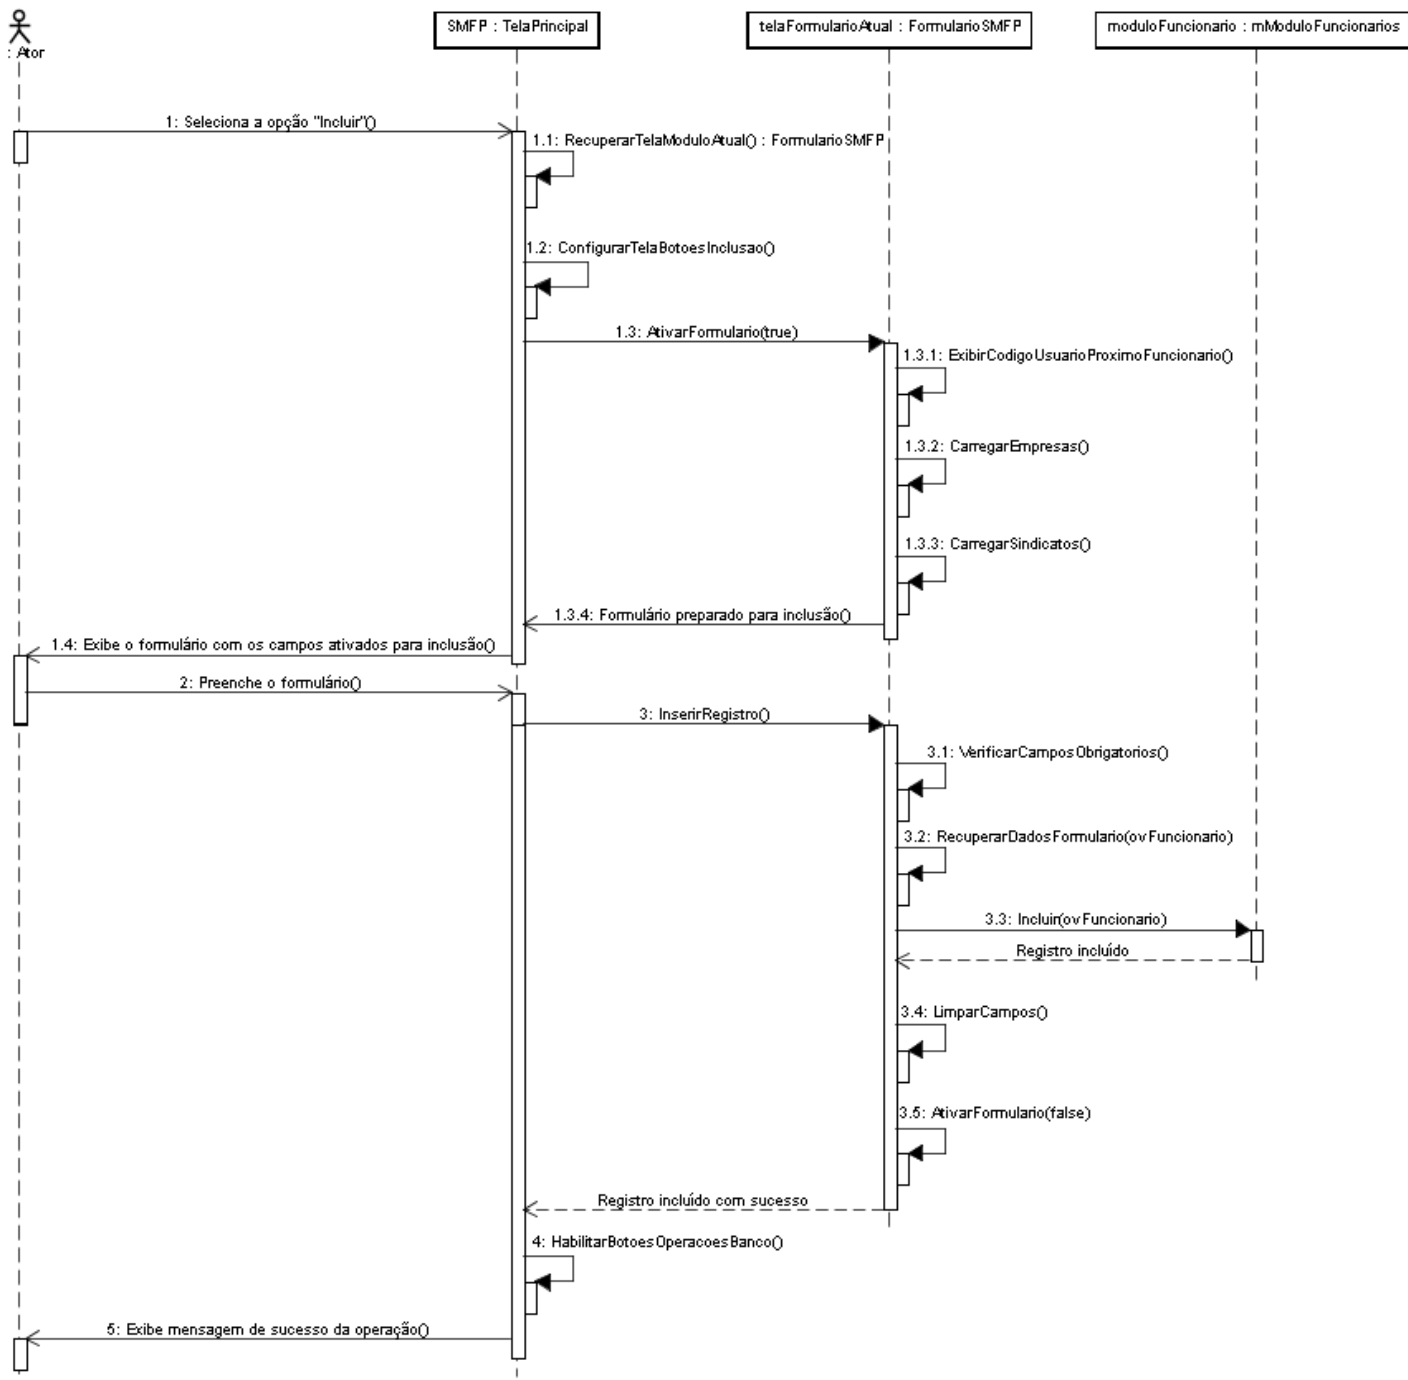 : Ator
SMFP : TelaPrincipal
telaFormularioAtual : FormularioSMFP
moduloFuncionario : mModuloFuncionarios
1: Seleciona a opção "Incluir"()
1.1: RecuperarTelaModuloAtual() : FormularioSMFP
1.2: ConfigurarTelaBotoesInclusao()
1.3: AtivarFormulario(true)
1.3.1: ExibirCodigoUsuarioProximoFuncionario()
1.3.2: CarregarEmpresas()
1.3.3: CarregarSindicatos()
1.3.4: Formulário preparado para inclusão()
1.4: Exibe o formulário com os campos ativados para inclusão()
2: Preenche o formulário()
3: InserirRegistro()
3.1: VerificarCamposObrigatorios()
3.2: RecuperarDadosFormulario(ovFuncionario)
3.3: Incluir(ovFuncionario)
Registro incluído
3.4: LimparCampos()
3.5: AtivarFormulario(false)
Registro incluído com sucesso
4: HabilitarBotoesOperacoesBanco()
5: Exibe mensagem de sucesso da operação()